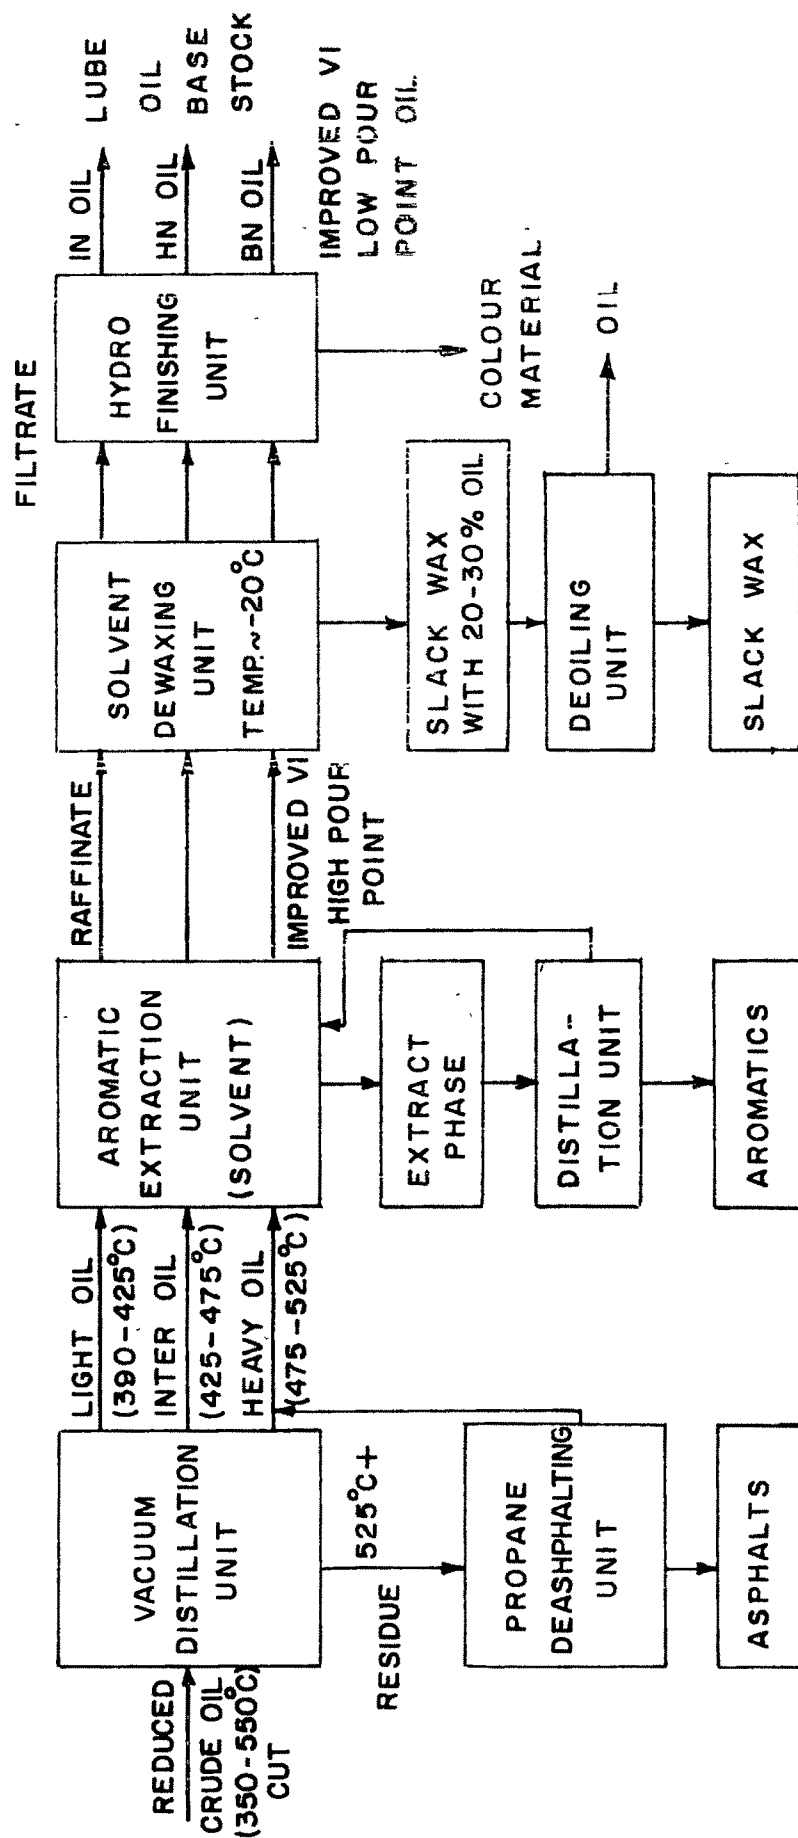 REDUCED
CRUDE OIL
(350-550°C)
CUT
VACUUM
DISTILLATION
UNIT
RESIDUE
525°C+
PROPANE
DEASHPHALTING
UNIT
ASPHALTS
LIGHT OIL
(390-425°C)
INTER OIL
(425-475°C)
HEAVY OIL
(475-525°C)
AROMATIC
EXTRACTION
UNIT
(SOLVENT)
EXTRACT
PHASE
DISTILLA-
TION UNIT
AROMATICS
RAFFINATE
IMPROVED VI
HIGH POUR
POINT
SOLVENT
DEWAXING
UNIT
TEMP.~-20°C
SLACK WAX
WITH 20-30% OIL
DEOILING
UNIT
OIL
SLACK WAX
FILTRATE
HYDRO
FINISHING
UNIT
COLOUR
MATERIAL
IN OIL
HN OIL
BN OIL
LUBE
OIL
BASE
STOCK
IMPROVED VI
LOW POUR
POINT OIL